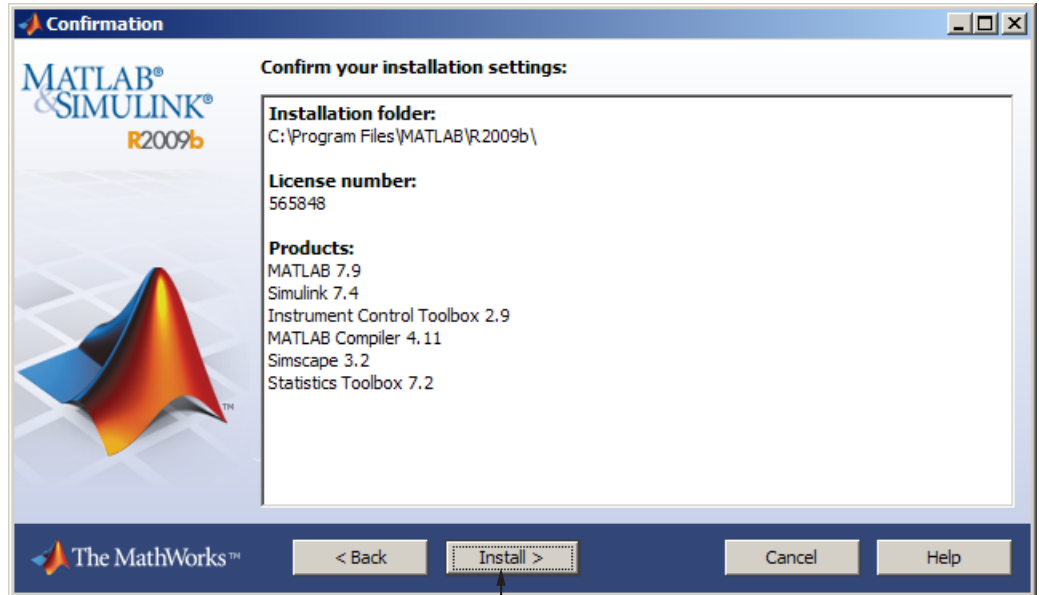 Confirmation
MATLAB®
&SIMULINK®
R2009b
Confirm your installation settings:
Installation folder:
C:\Program Files\MATLAB\R2009b\
License number:
565848
Products:
MATLAB 7.9
Simulink 7.4
Instrument Control Toolbox 2.9
MATLAB Compiler 4.11
Simscape 3.2
Statistics Toolbox 7.2
TM
The MathWorks™
< Back
Install >
Cancel
Help